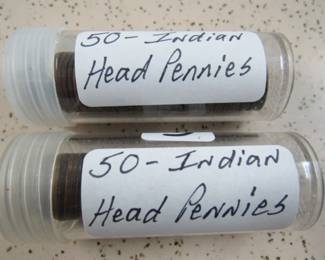 50 - Indian
Head Pennies
50 - Indian
Head Pennies